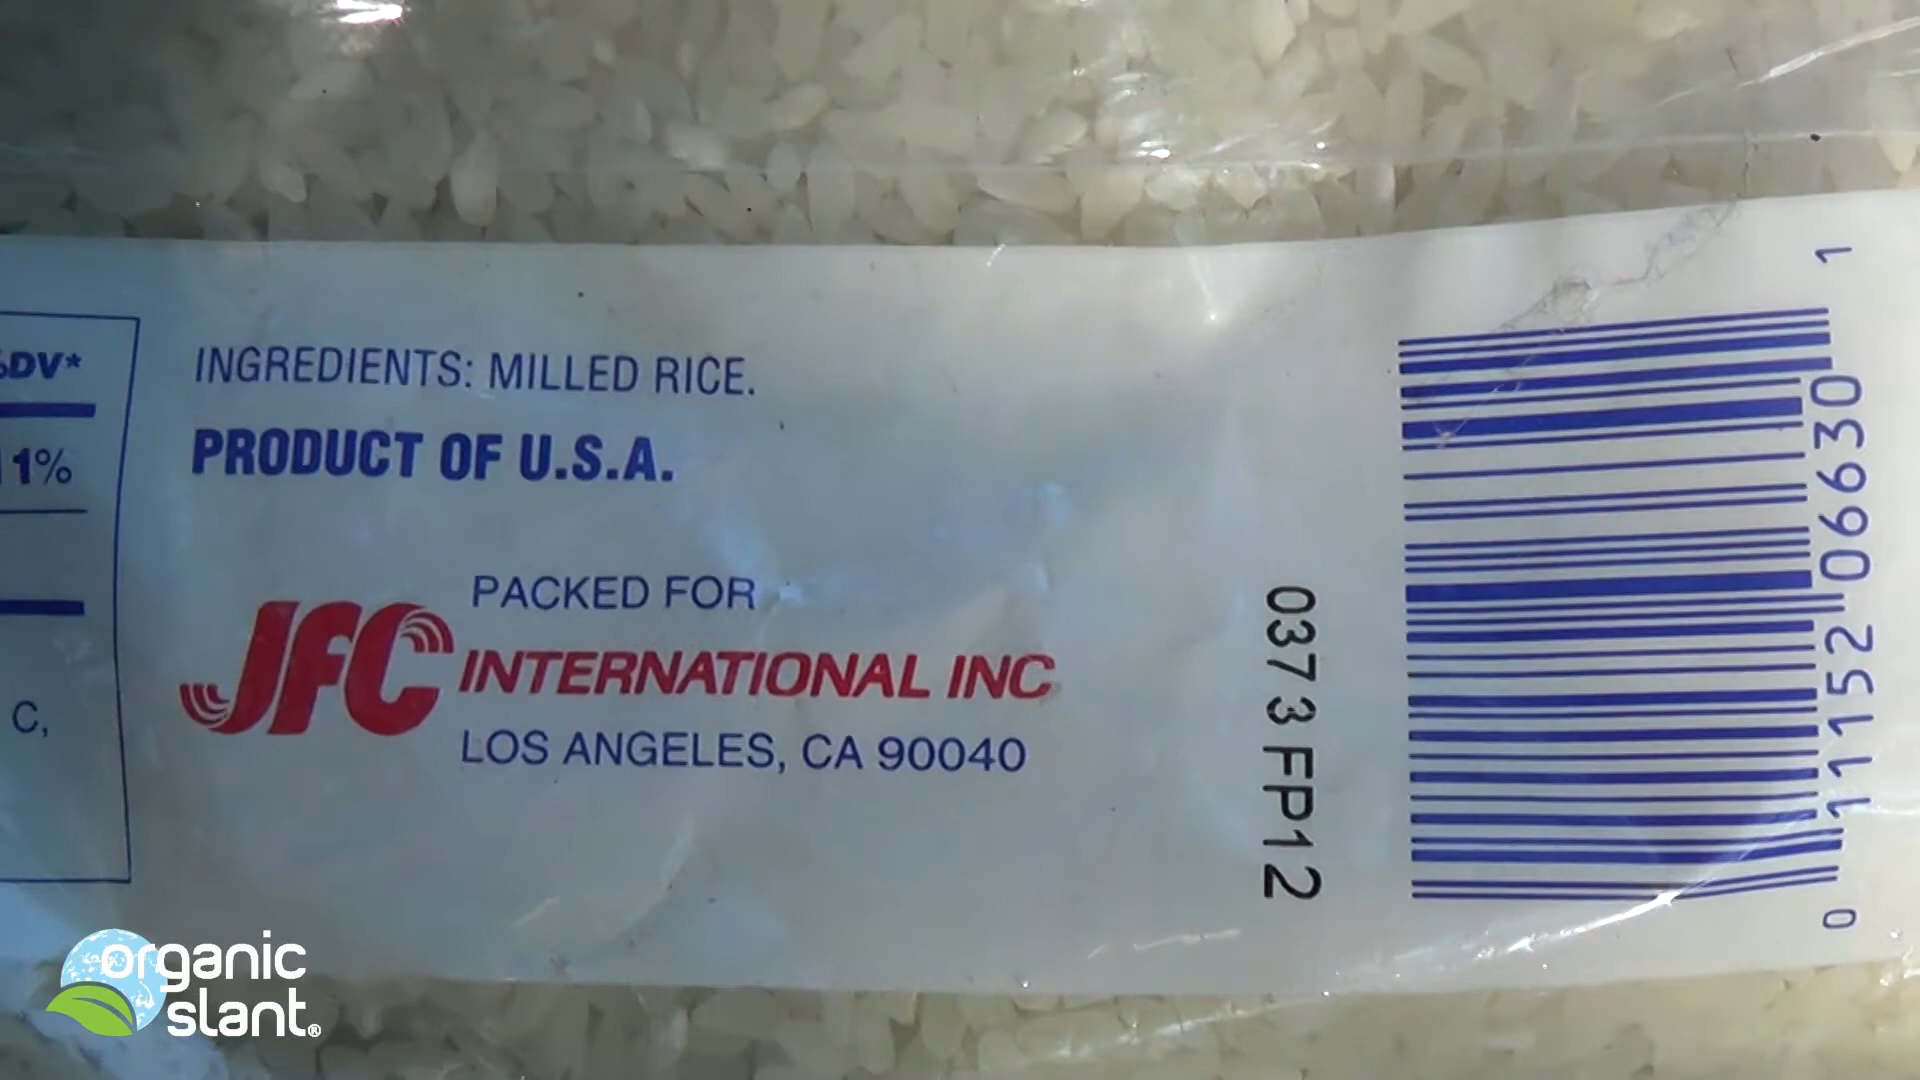 %DV*
11%
C,
INGREDIENTS: MILLED RICE.
PRODUCT OF U.S.A.
PACKED FOR
JFC INTERNATIONAL INC
LOS ANGELES, CA 90040
0373 FP12
0 11152 06630 1
organic
slant®